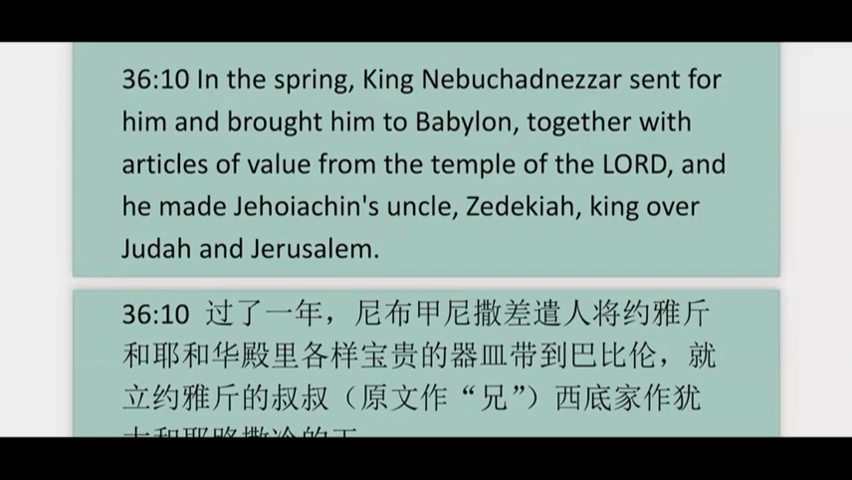 36:10 In the spring, King Nebuchadnezzar sent for
him and brought him to Babylon, together with
articles of value from the temple of the LORD, and
he made Jehoiachin's uncle, Zedekiah, king over
Judah and Jerusalem.
36:10 过了一年，尼布甲尼撒差遣人将约雅斤
和耶和华殿里各样宝贵的器皿带到巴比伦，就
立约雅斤的叔叔（原文作“兄”）西底家作犹